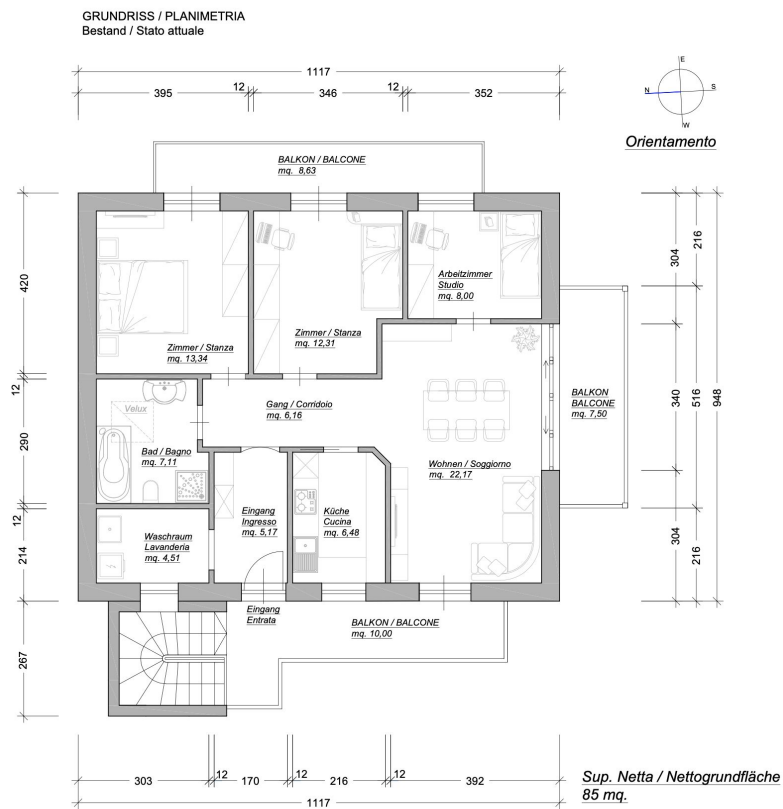 GRUNDRISS / PLANIMETRIA
Bestand / Stato attuale
1117
395
12
346
12
352
E
N
S
W
Orientamento
BALKON / BALCONE
mq. 8,63
420
12
290
12
214
267
Arbeitzimmer
Studio
mq. 8,00
Zimmer / Stanza
mq. 13,34
Zimmer / Stanza
mq. 12,31
Velux
Gang / Corridoio
mq. 6,16
BALKON
BALCONE
mq. 7,50
Bad / Bagno
mq. 7,11
Wohnen / Soggiorno
mq. 22,17
Eingang
Ingresso
mq. 5,17
Küche
Cucina
mq. 6,48
Waschraum
Lavanderia
mq. 4,51
Eingang
Entrata
BALKON / BALCONE
mq. 10,00
304
340
304
216
516
216
948
303
12
170
12
216
12
392
1117
Sup. Netta / Nettogrundfläche
85 mq.